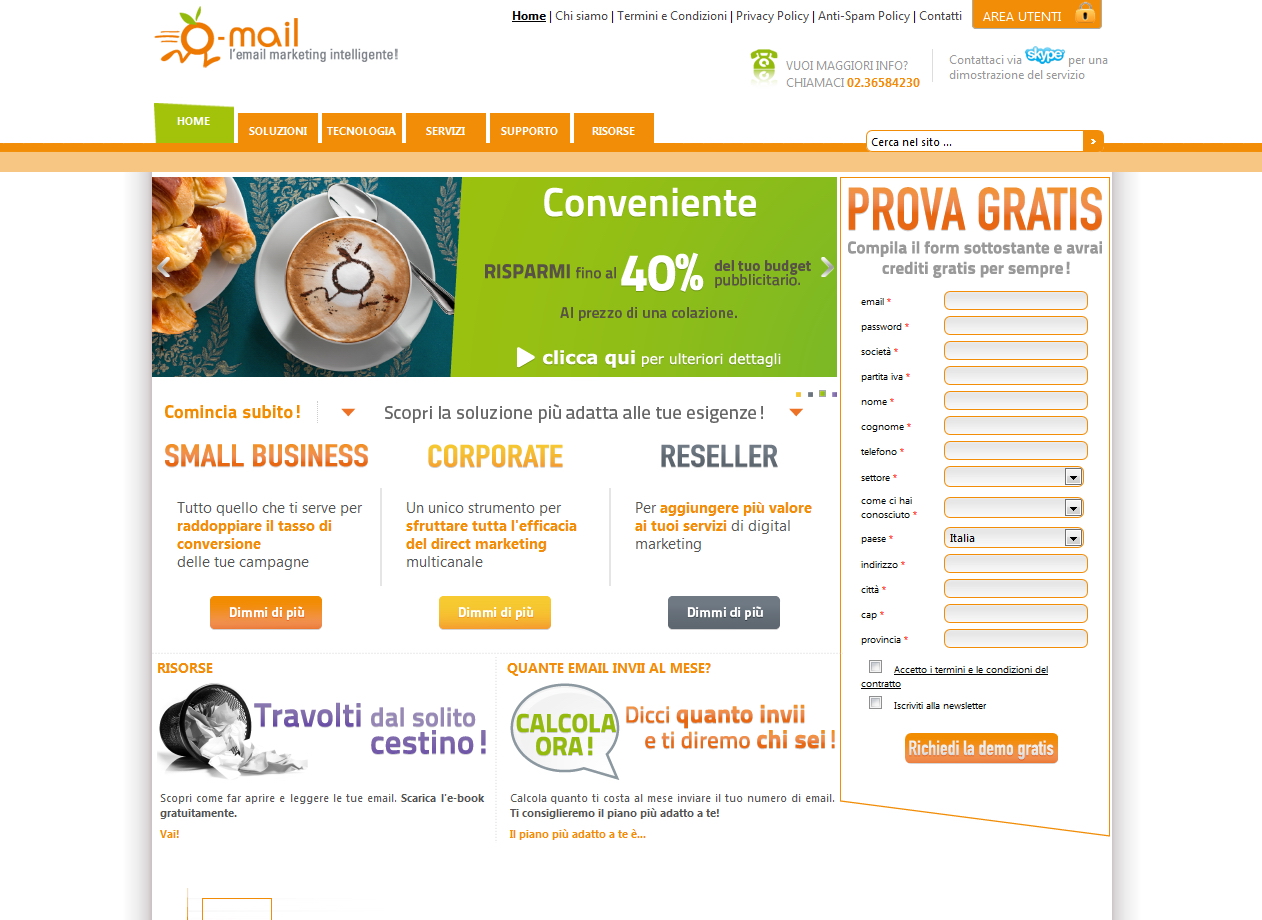 Home | Chi siamo | Termini e Condizioni | Privacy Policy | Anti-Spam Policy | Contatti
AREA UTENTI
-mail
l'email marketing intelligente!
VUOI MAGGIORI INFO?
CHIAMACI 02.36584230
Contattaci via skype per una
dimostrazione del servizio
HOME
SOLUZIONI
TECNOLOGIA
SERVIZI
SUPPORTO
RISORSE
Cerca nel sito ...
Conveniente
RISPARMI fino al 40% del tuo budget
pubblicitario.
Al prezzo di una colazione.
clicca qui per ulteriori dettagli
PROVA GRATIS
Compila il form sottostante e avrai
crediti gratis per sempre!
email *
password *
società *
partita iva *
nome *
cognome *
telefono *
settore *
come ci hai
conosciuto *
paese *
Italia
indirizzo *
città *
cap *
provincia *
Accetto i termini e le condizioni del
contratto
Iscriviti alla newsletter
Richiedi la demo gratis
Comincia subito!
Scopri la soluzione più adatta alle tue esigenze!
SMALL BUSINESS
Tutto quello che ti serve per
raddoppiare il tasso di
conversione
delle tue campagne
Dimmi di più
CORPORATE
Un unico strumento per
sfruttare tutta l'efficacia
del direct marketing
multicanale
Dimmi di più
RESELLER
Per aggiungere più valore
ai tuoi servizi di digital
marketing
Dimmi di più
RISORSE
Travolti dal solito
cestino!
Scopri come far aprire e leggere le tue email. Scarica l'e-book
gratuitamente.
Vai!
QUANTE EMAIL INVII AL MESE?
CALCOLA
ORA!
Dicci quanto invii
e ti diremo chi sei!
Calcola quanto ti costa al mese inviare il tuo numero di email.
Ti consiglieremo il piano più adatto a te!
Il piano più adatto a te è...